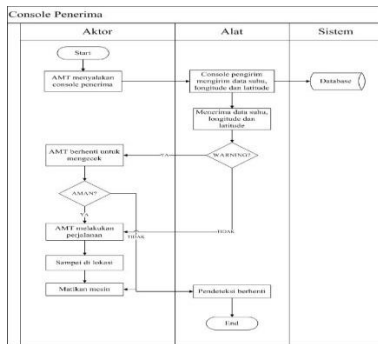 Console Penerima
Aktor
Alat
Sistem
Start
AMT menyalakan
console penerima
Console pengirim
mengirim data suhu,
longitude dan latitude
Database
Menerima data suhu,
longitude dan
latitude
AMT berhenti untuk
mengecek
YA
WARNING?
AMAN?
YA
TIDAK
TIDAK
AMT melakukan
perjalanan
Sampai di lokasi
Matikan mesin
Pendeteksi berhenti
End